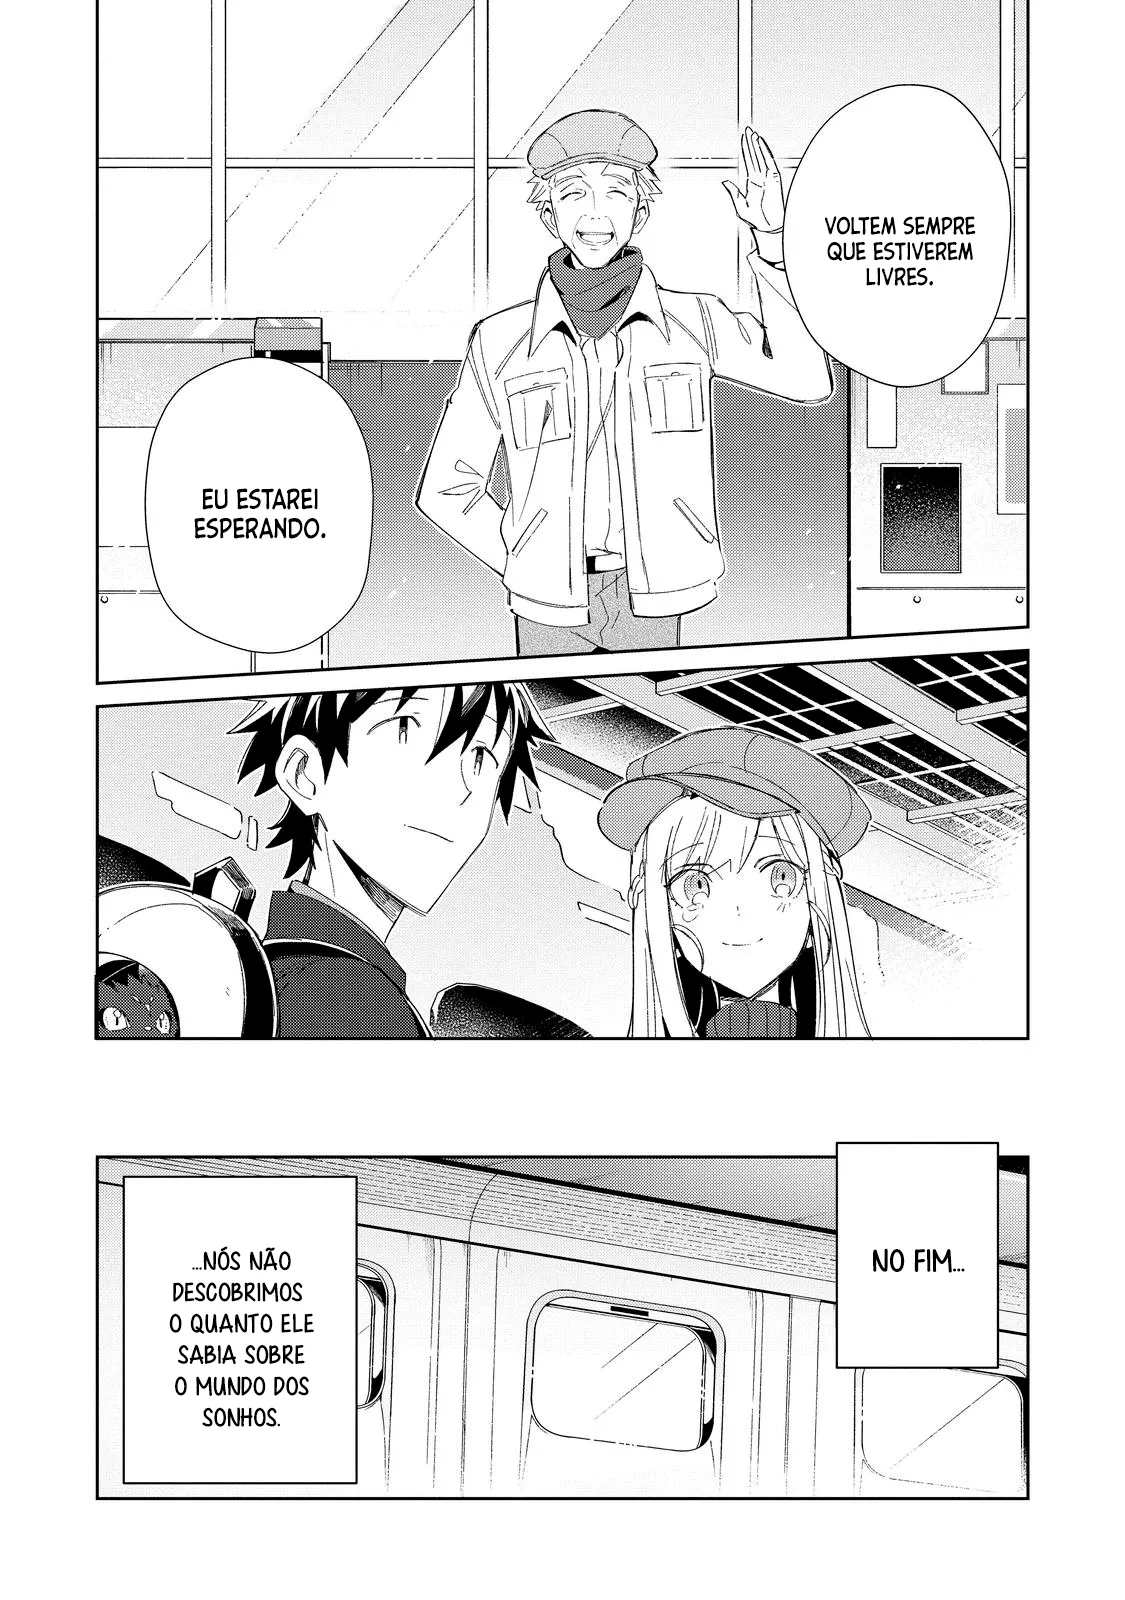 VOLTEM SEMPRE
QUE ESTIVEREM
LIVRES.
EU ESTAREI
ESPERANDO.
NO FIM...
...NÓS NÃO
DESCOBRIMOS
O QUANTO ELE
SABIA SOBRE
O MUNDO DOS
SONHOS.